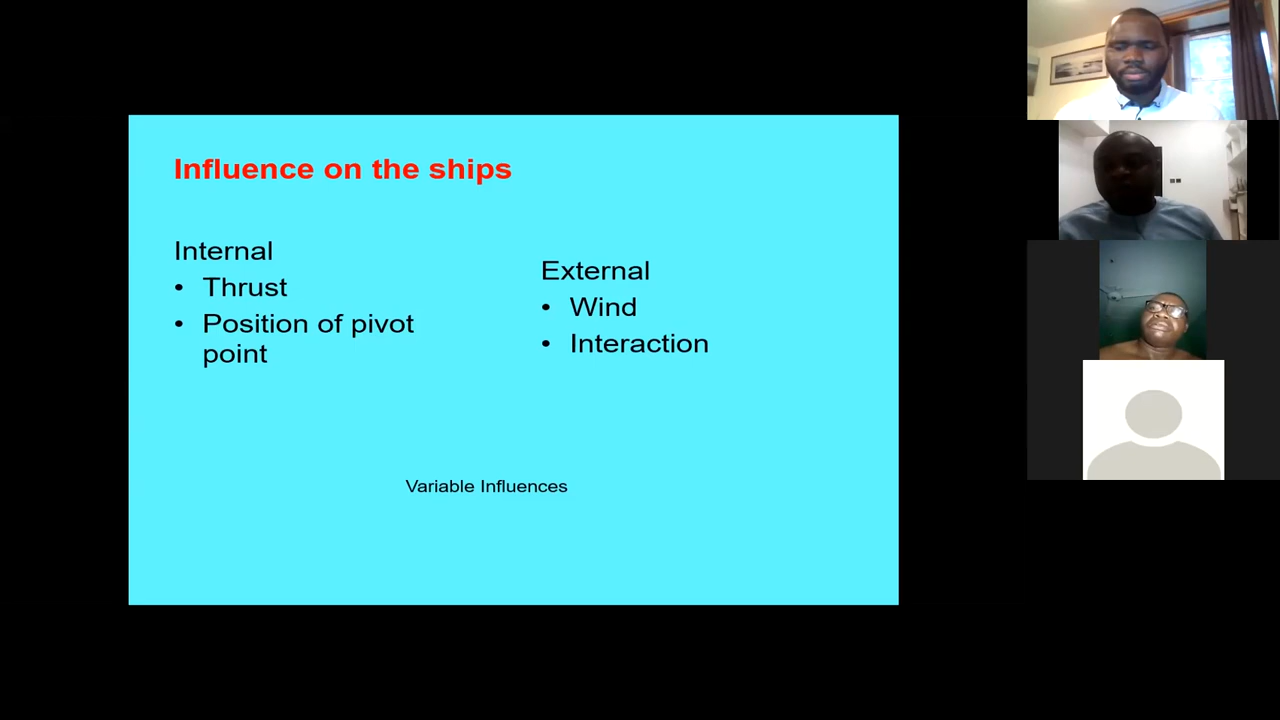 Influence on the ships
Internal
• Thrust
• Position of pivot
point
External
• Wind
• Interaction
Variable Influences